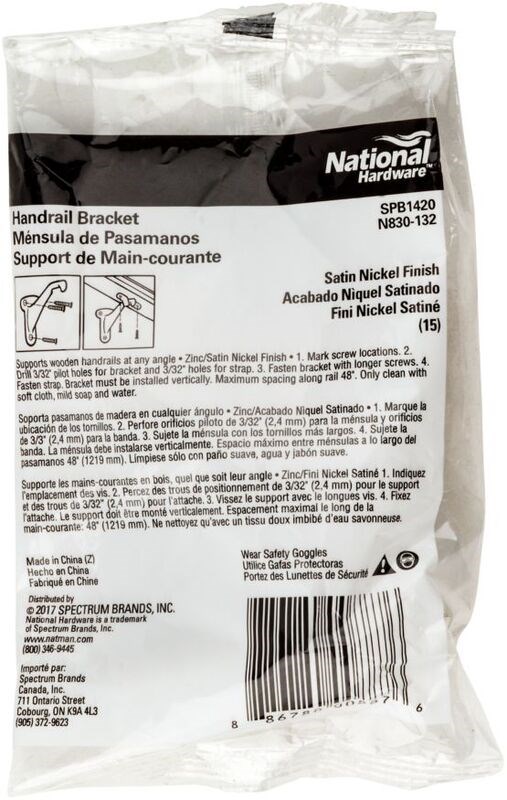 National
Hardware™
SPB1420
N830-132
Handrail Bracket
Ménsula de Pasamanos
Support de Main-courante
Satin Nickel Finish
Acabado Niquel Satinado
Fini Nickel Satiné
(15)
Supports wooden handrails at any angle • Zinc/Satin Nickel Finish • 1. Mark screw locations. 2.
Drill 3/32" pilot holes for bracket and 3/32" holes for strap. 3. Fasten bracket with longer screws. 4.
Fasten strap. Bracket must be installed vertically. Maximum spacing along rail 48". Only clean with
soft cloth, mild soap and water.
Soporta pasamanos de madera en cualquier ángulo • Zinc/Acabado Niquel Satinado • 1. Marque la
ubicación de los tornillos. 2. Perfore orificios piloto de 3/32" (2,4 mm) para la ménsula y orificios
de 3/3" (2,4 mm) para la banda. 3. Sujete la ménsula con los tornillos más largos. 4. Sujete la
banda. La ménsula debe instalarse verticalmente. Espacio máximo entre ménsulas a lo largo del
pasamanos 48" (1219 mm). Limpiese sólo con paño suave, agua y jabón suave.
Supporte les mains-courantes en bois, quel que soit leur angle • Zinc/Fini Nickel Satiné 1. Indiquez
l'emplacement des vis. 2. Percez des trous de positionnement de 3/32" (2,4 mm) pour le support
et des trous de 3/32" (2,4 mm) pour l'attache. 3. Vissez le support avec le longues vis. 4. Fixez
l'attache. Le support doit être monté verticalement. Espacement maximal le long de la
main-courante: 48" (1219 mm). Ne nettoyez qu'avec un tissu doux imbibé d'eau savonneuse.
Made in China (Z)
Hecho en China
Fabriqué en Chine
Wear Safety Goggles
Utilice Gafas Protectoras
Portez des Lunettes de Sécurité
Distributed by
© 2017 SPECTRUM BRANDS, INC.
National Hardware is a trademark
of Spectrum Brands, Inc.
www.natman.com
(800) 346-9445
Importé par:
Spectrum Brands
Canada, Inc.
711 Ontario Street
Cobourg, ON K9A 4L3
(905) 372-9623